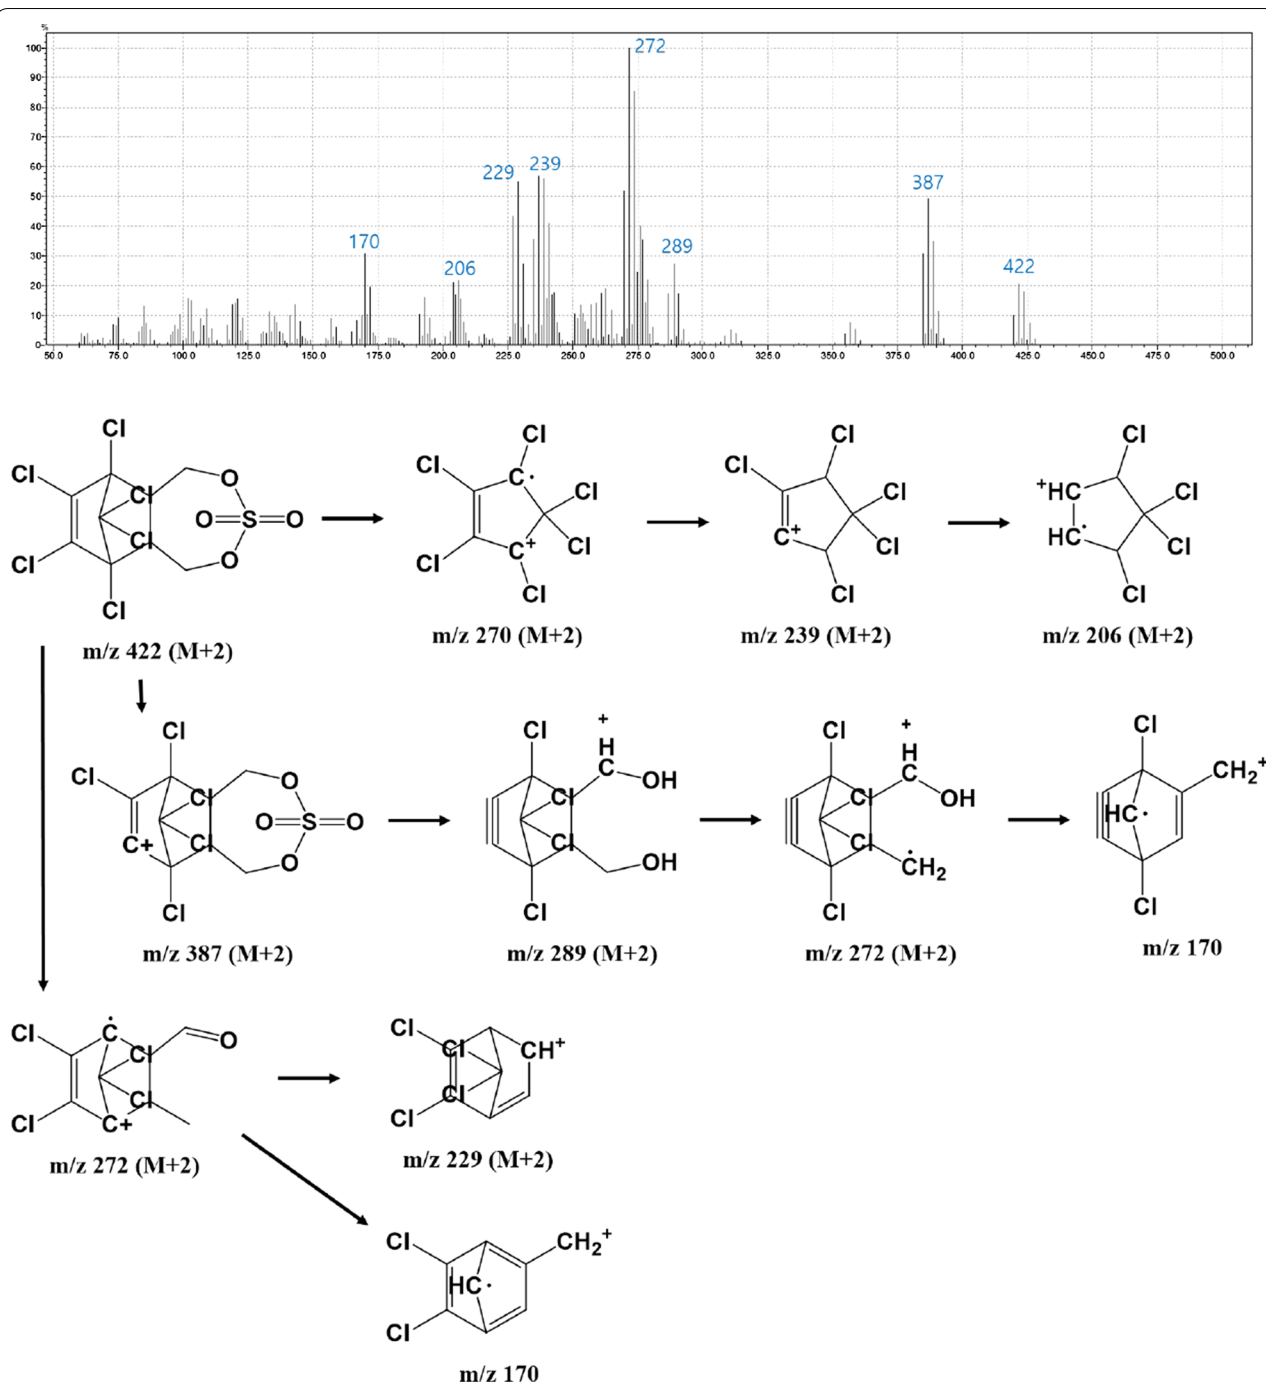 %
100
90
80
70
60
50
40
30
20
10
0
272
229
239
387
170
206
289
422
50.0 75.0 100.0 125.0 150.0 175.0 200.0 225.0 250.0 275.0 300.0 325.0 350.0 375.0 400.0 425.0 450.0 475.0 500.0
Cl
Cl
Cl
Cl
Cl
Cl
O
O=S=O
O
m/z 422 (M+2)
Cl
Cl
C·
Cl
Cl
C+
Cl
Cl
m/z 270 (M+2)
Cl
Cl
Cl
Cl
C+
Cl
m/z 239 (M+2)
Cl
+HC
Cl
HC·
Cl
Cl
m/z 206 (M+2)
Cl
Cl
Cl
C+
Cl
Cl
O
O=S=O
O
m/z 387 (M+2)
+
H
C
OH
Cl
Cl
Cl
OH
Cl
m/z 289 (M+2)
+
H
C
OH
Cl
Cl
Cl
CH2
Cl
m/z 272 (M+2)
Cl
CH2+
HC·
Cl
m/z 170
Cl
C·
O
Cl
Cl
Cl
C+
m/z 272 (M+2)
Cl
Cl
CH+
Cl
Cl
m/z 229 (M+2)
Cl
CH2+
HC·
Cl
m/z 170